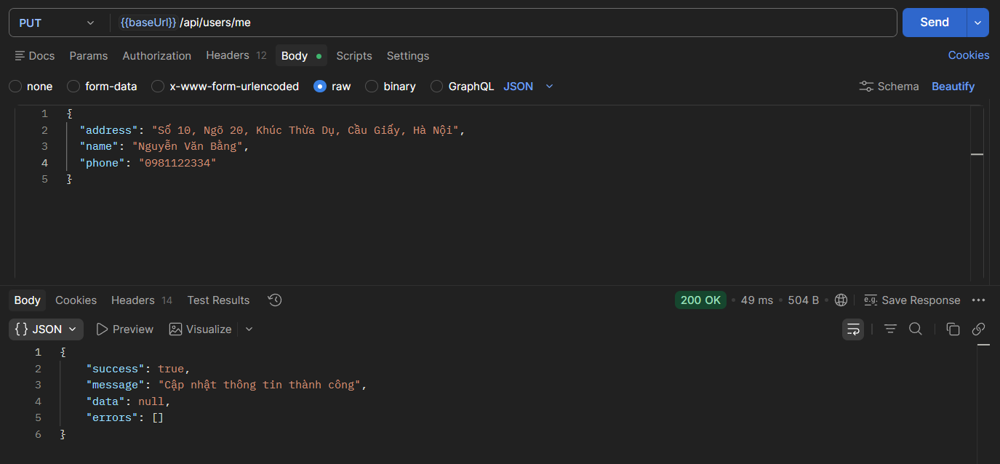 PUT {{baseUrl}} /api/users/me Send
Docs Params Authorization Headers 12 Body Scripts Settings Cookies
none form-data x-www-form-urlencoded raw binary GraphQL JSON Schema Beautify
1 {
2 "address": "Số 10, Ngõ 20, Khúc Thừa Dụ, Cầu Giấy, Hà Nội",
3 "name": "Nguyễn Văn Bằng",
4 "phone": "0981122334"
5 }
Body Cookies Headers 14 Test Results 200 OK 49 ms 504 B e.g. Save Response
{} JSON Preview Visualize
1 {
2 "success": true,
3 "message": "Cập nhật thông tin thành công",
4 "data": null,
5 "errors": []
6 }